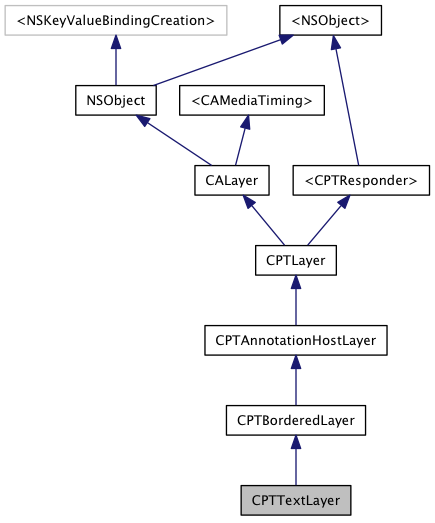 <NSKeyValueBindingCreation>
<NSObject>
NSObject
<CAMediaTiming>
CALayer
<CPTResponder>
CPTLayer
CPTAnnotationHostLayer
CPTBorderedLayer
CPTTextLayer